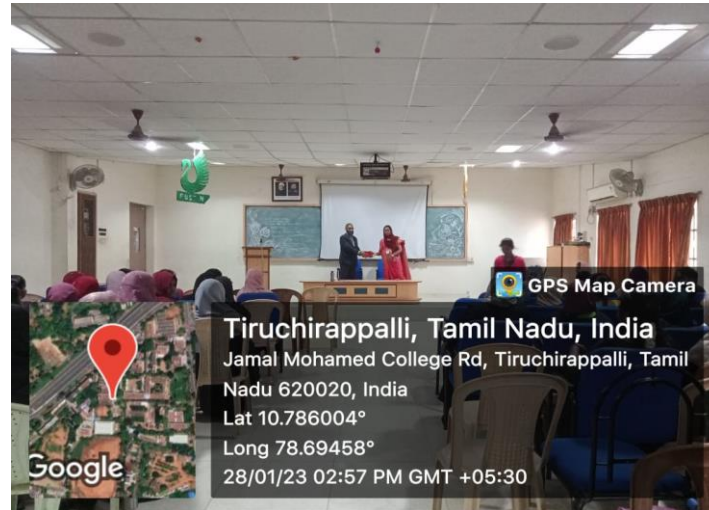 GPS Map Camera
Tiruchirappalli, Tamil Nadu, India
Jamal Mohamed College Rd, Tiruchirappalli, Tamil
Nadu 620020, India
Lat 10.786004°
Long 78.69458°
28/01/23 02:57 PM GMT +05:30
Google